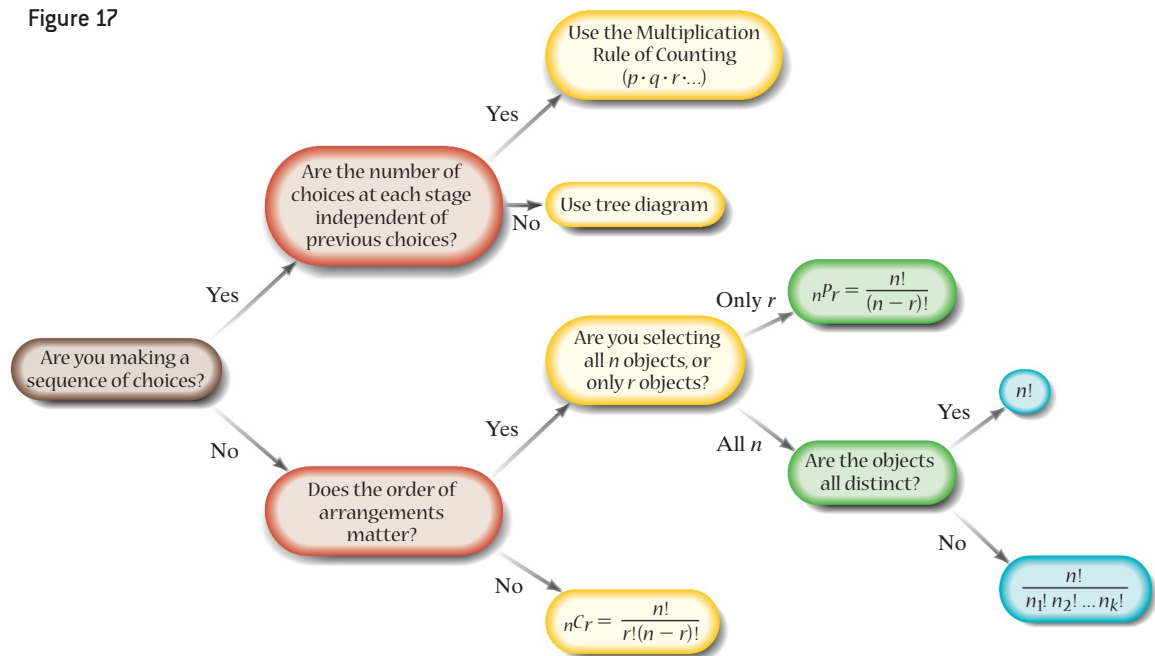 Figure 17
Use the Multiplication
Rule of Counting
(p · q · r · ...)
Yes
Are the number of
choices at each stage
independent of
previous choices?
No
Use tree diagram
Yes
Are you making a
sequence of choices?
No
Does the order of
arrangements
matter?
Yes
Are you selecting
all n objects, or
only r objects?
Only r
nPr = n! / (n − r)!
All n
Are the objects
all distinct?
Yes
n!
No
n! / n1! n2! ... nk!
No
nCr = n! / r!(n − r)!